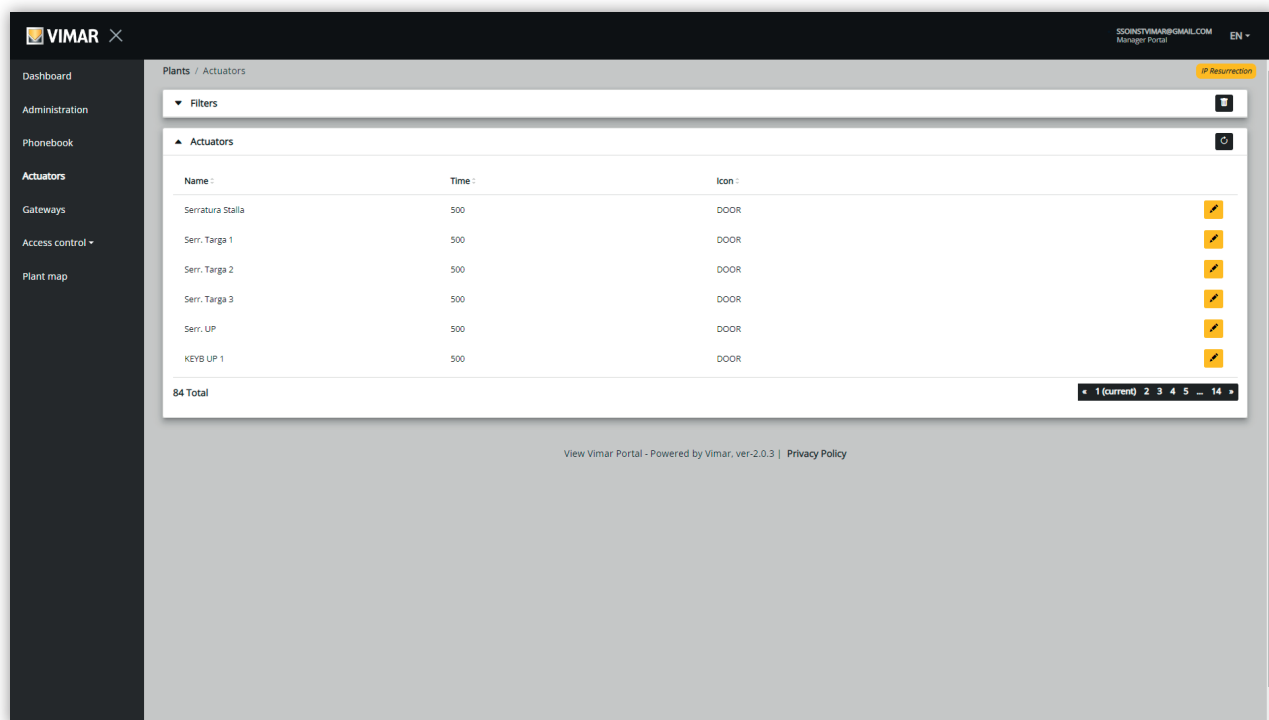 VIMAR
SSOINSTVIMAR@GMAIL.COM
Manager Portal
EN
Dashboard
Administration
Phonebook
Actuators
Gateways
Access control
Plant map
Plants / Actuators
IP Resurrection
Filters
Actuators
Name Time Icon
Serratura Stalla 500 DOOR
Serr. Targa 1 500 DOOR
Serr. Targa 2 500 DOOR
Serr. Targa 3 500 DOOR
Serr. UP 500 DOOR
KEYB UP 1 500 DOOR
84 Total
« 1 (current) 2 3 4 5 ... 14 »
View Vimar Portal - Powered by Vimar. ver-2.0.3 | Privacy Policy